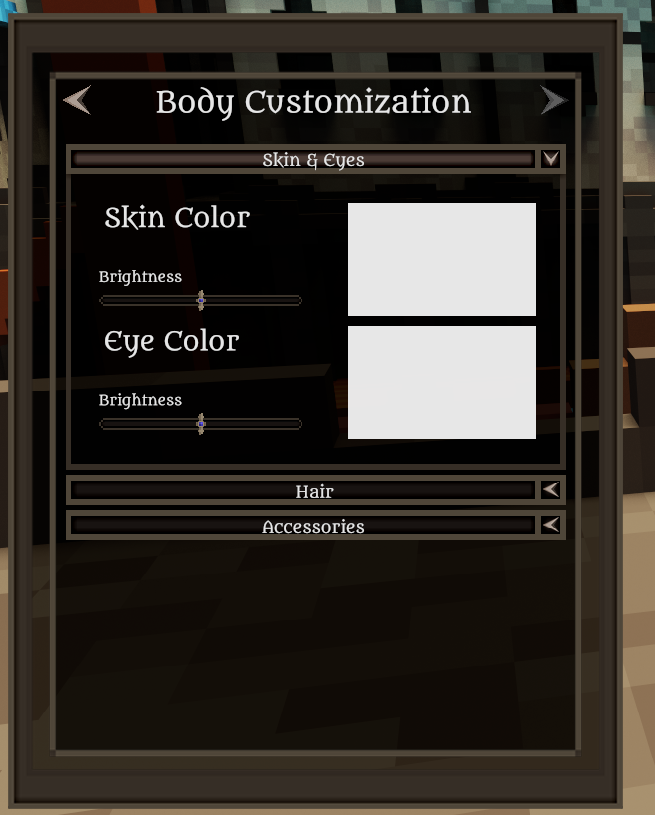 Body Customization
Skin & Eyes
Skin Color
Brightness
Eye Color
Brightness
Hair
Accessories